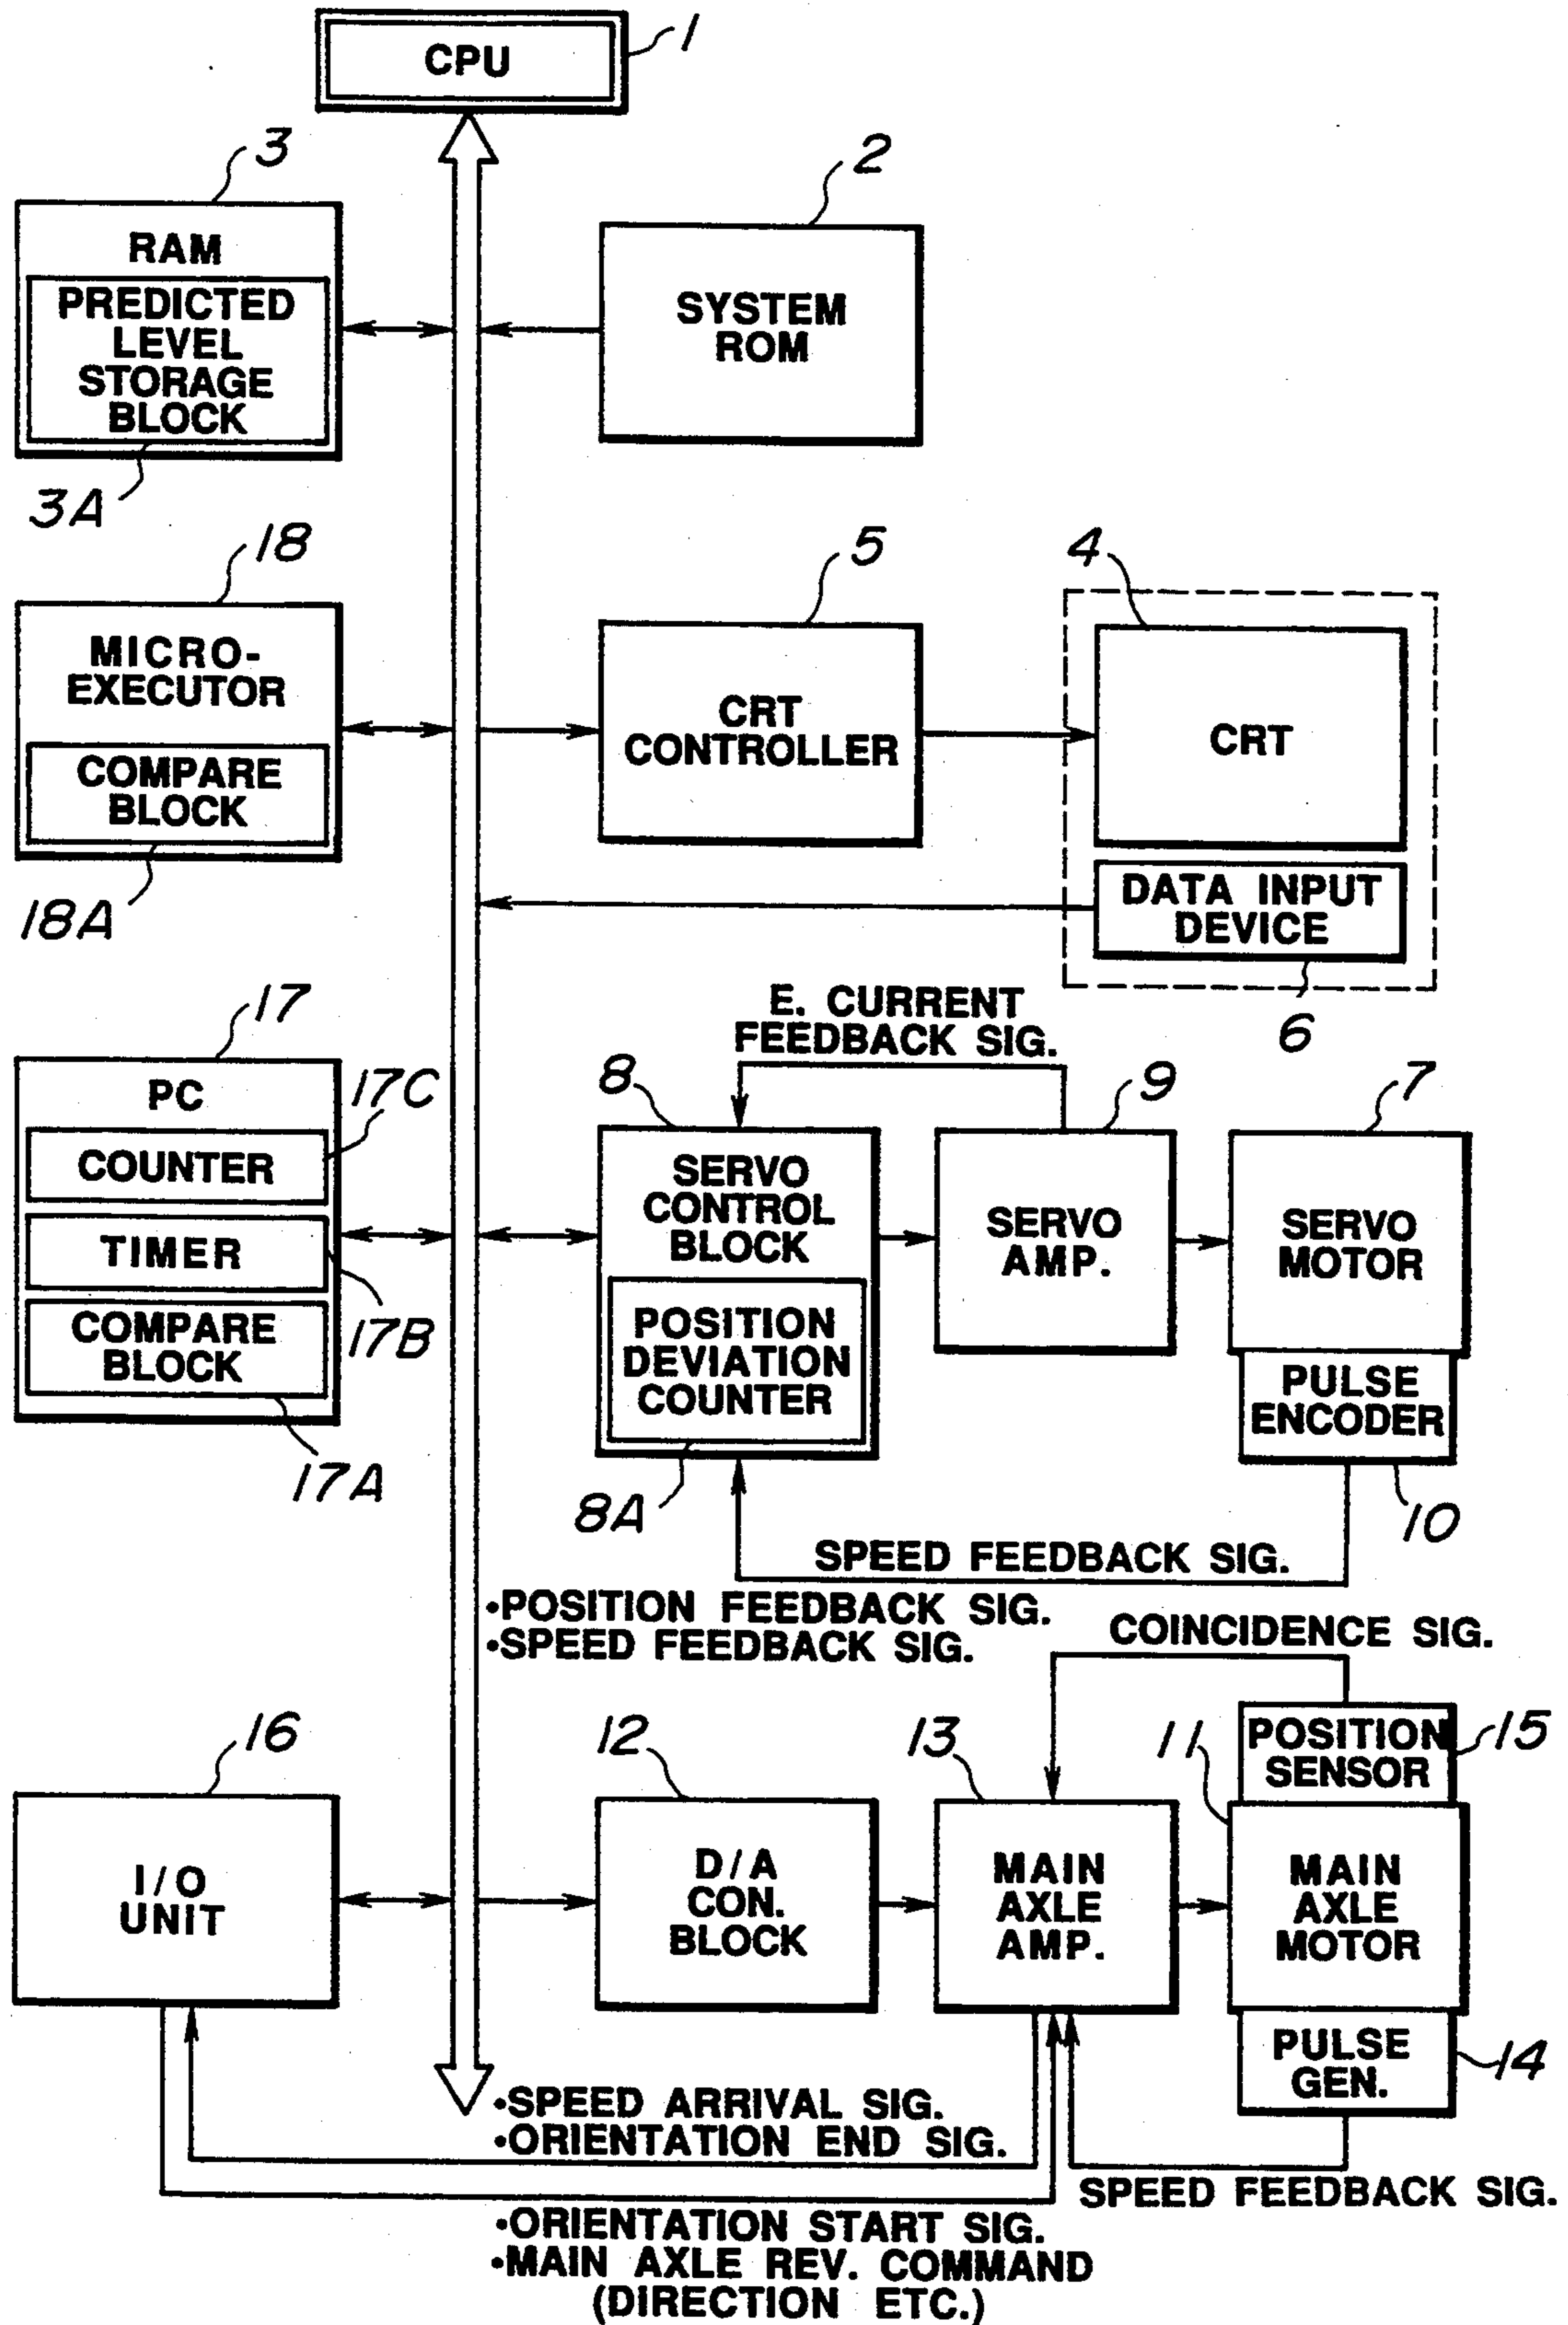 CPU
1
3
RAM
PREDICTED
LEVEL
STORAGE
BLOCK
3A
2
SYSTEM
ROM
18
MICRO-
EXECUTOR
COMPARE
BLOCK
18A
5
CRT
CONTROLLER
4
CRT
DATA INPUT
DEVICE
6
17
PC
17C
COUNTER
TIMER
17B
COMPARE
BLOCK
17A
E. CURRENT
FEEDBACK SIG.
8
SERVO
CONTROL
BLOCK
POSITION
DEVIATION
COUNTER
8A
9
SERVO
AMP.
7
SERVO
MOTOR
PULSE
ENCODER
10
SPEED FEEDBACK SIG.
•POSITION FEEDBACK SIG.
•SPEED FEEDBACK SIG.
COINCIDENCE SIG.
16
I/O
UNIT
12
D/A
CON.
BLOCK
13
MAIN
AXLE
AMP.
11
POSITION
SENSOR
15
MAIN
AXLE
MOTOR
PULSE
GEN.
14
•SPEED ARRIVAL SIG.
•ORIENTATION END SIG.
SPEED FEEDBACK SIG.
•ORIENTATION START SIG.
•MAIN AXLE REV. COMMAND
(DIRECTION ETC.)